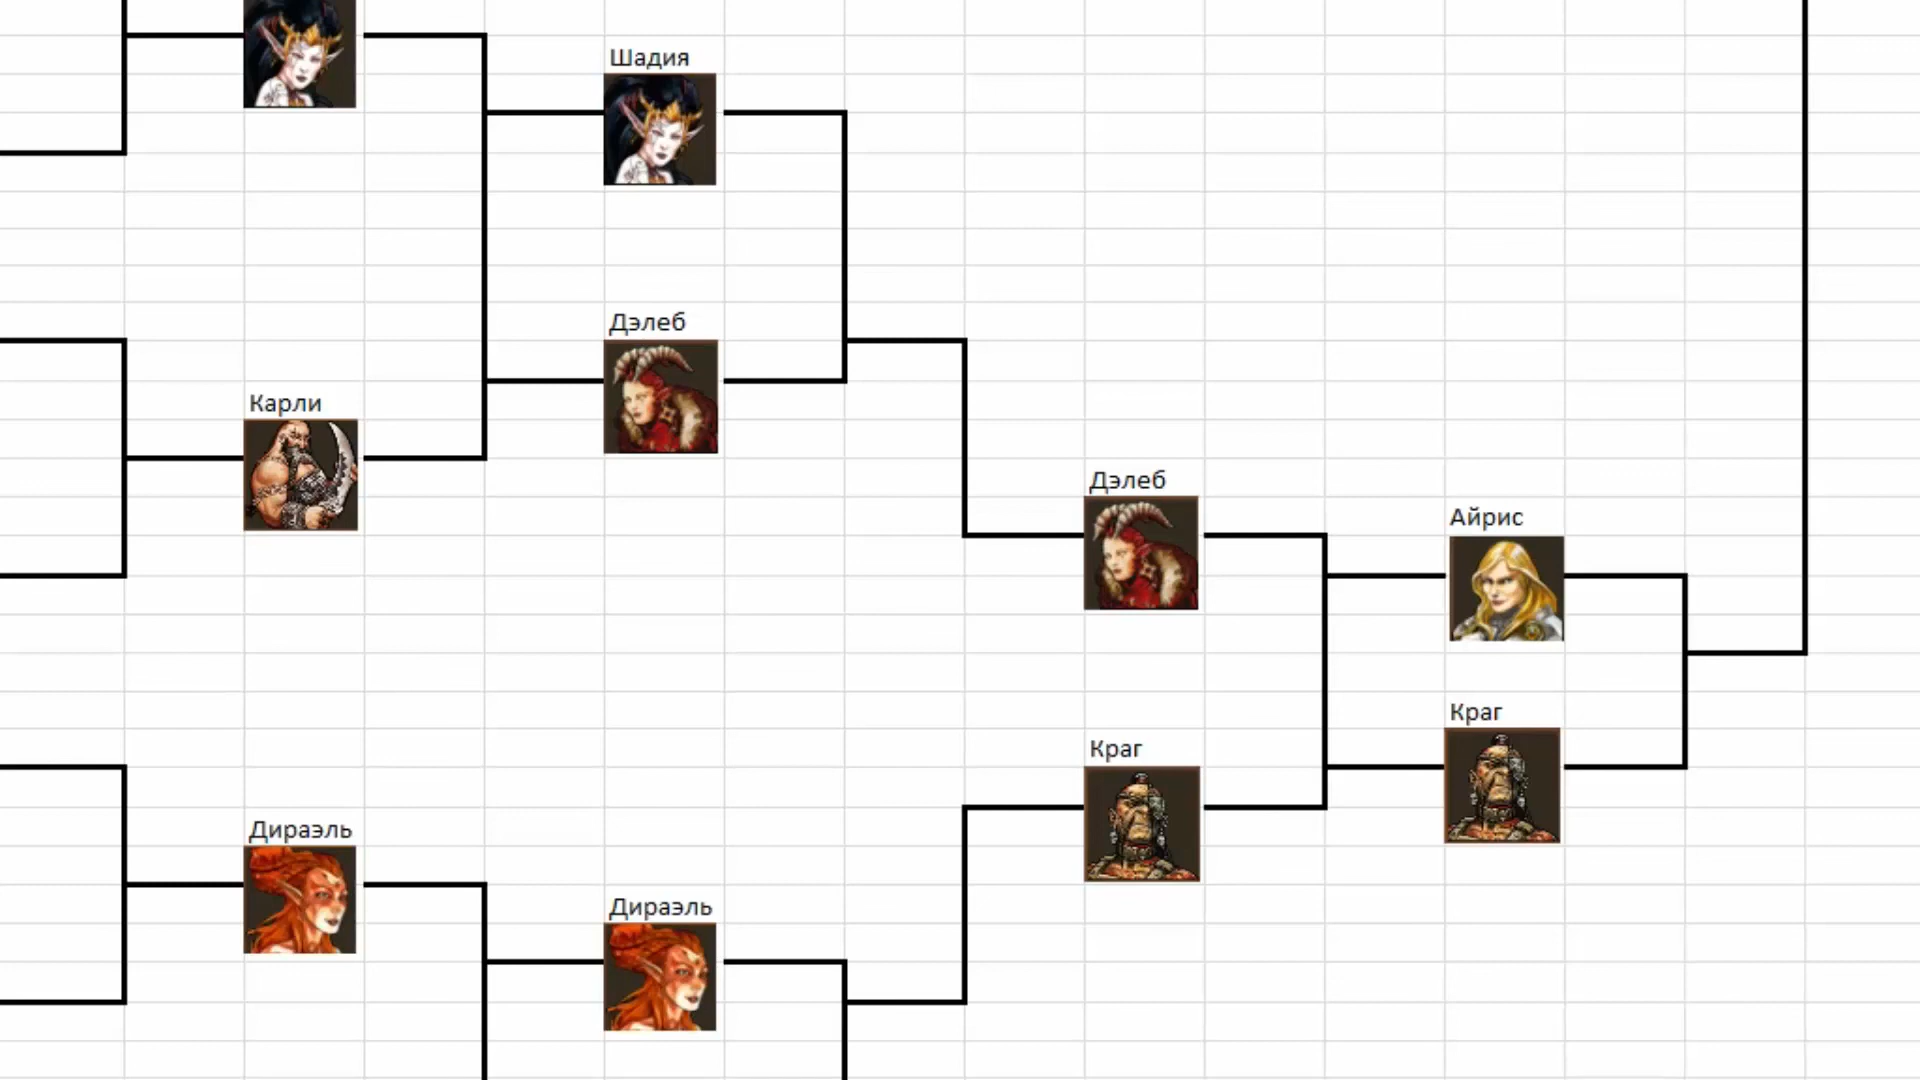 Шадия
Дэлеб
Карли
Дэлеб
Айрис
Краг
Краг
Дираэль
Дираэль